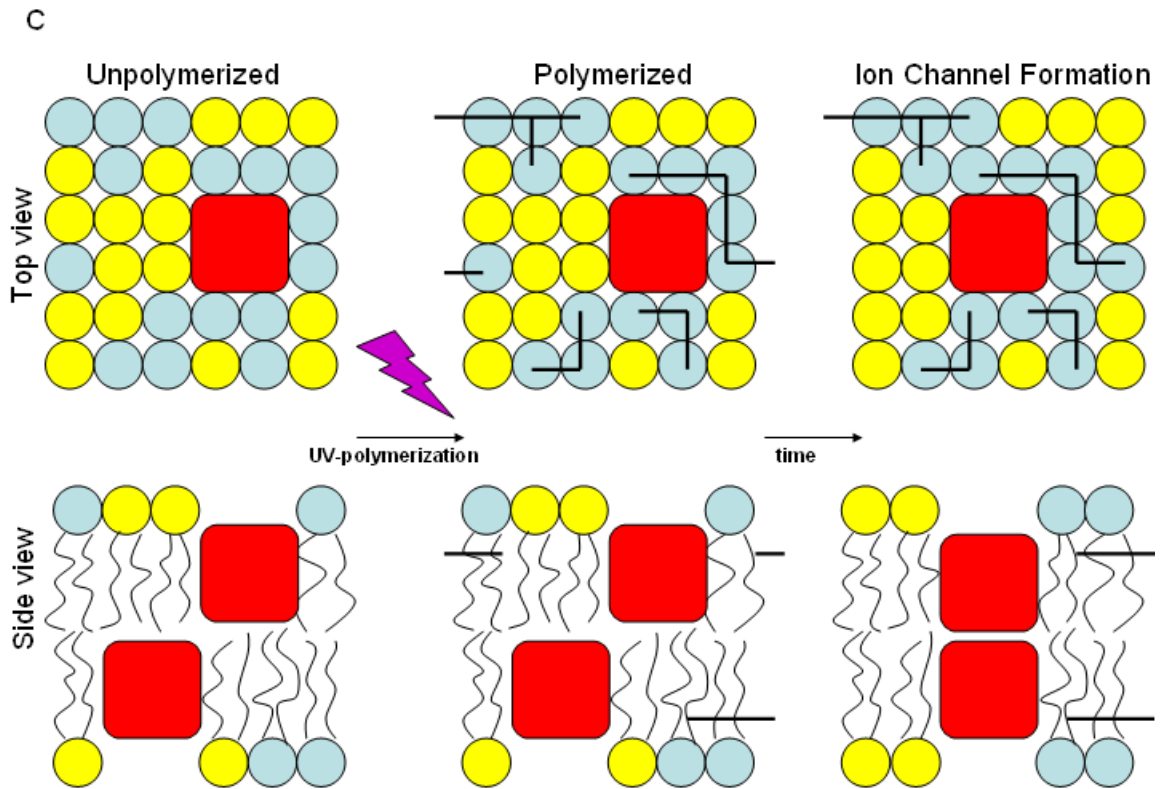 C
Unpolymerized
Polymerized
Ion Channel Formation
Top view
UV-polymerization
time
Side view